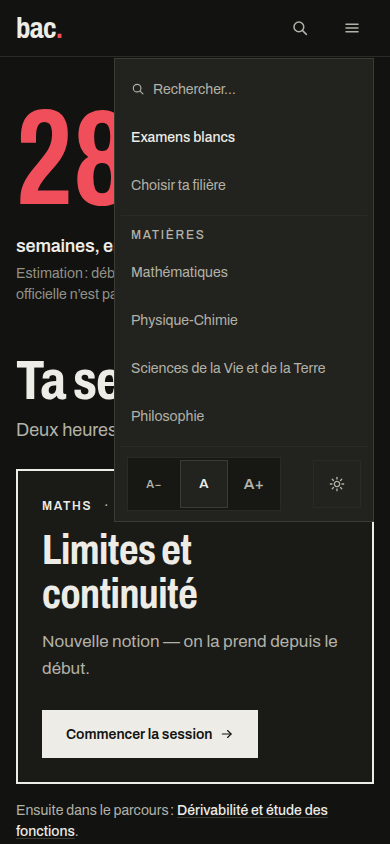 bac.
Rechercher...
Examens blancs
Choisir ta filière
MATIÈRES
Mathématiques
Physique-Chimie
Sciences de la Vie et de la Terre
Philosophie
A−
A
A+
28
semaines, e
Estimation : déb
officielle n'est pa
Ta se
Deux heures
MATHS ·
Limites et
continuité
Nouvelle notion — on la prend depuis le
début.
Commencer la session →
Ensuite dans le parcours : Dérivabilité et étude des
fonctions.